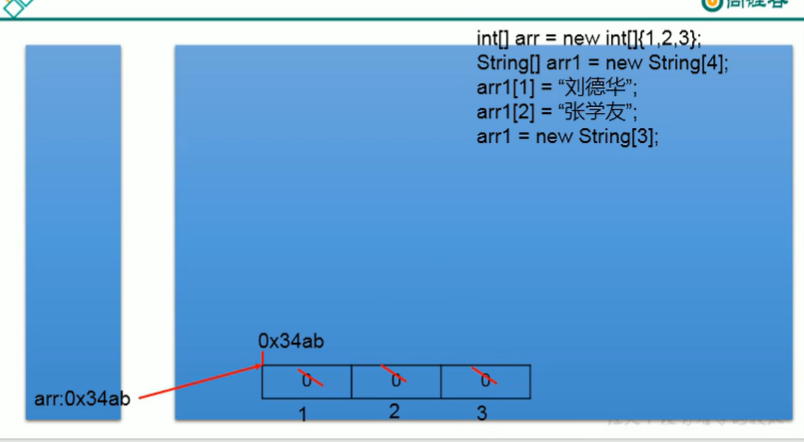 int[] arr = new int[]{1,2,3};
String[] arr1 = new String[4];
arr1[1] = “刘德华”;
arr1[2] = “张学友”;
arr1 = new String[3];
0x34ab
0 0 0
arr:0x34ab
1 2 3